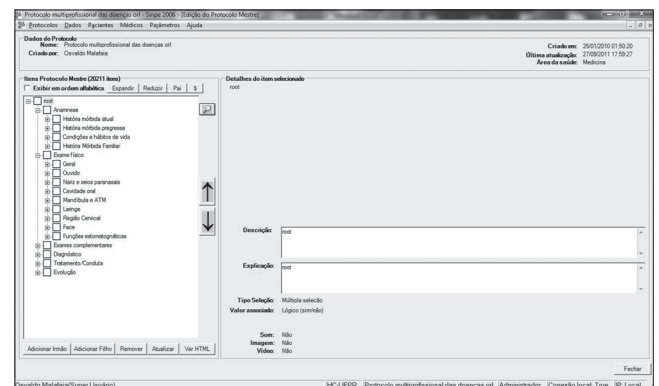 Protocolo multiprofissional das doenças orl - Sinpe 2006 - [Edição do Protocolo Mestre]
Protocolos Dados Pacientes Médicos Parâmetros Ajuda
Dados do Protocolo
Nome: Protocolo multiprofissional das doenças orl
Criado por: Osvaldo Malafaia
Criado em: 25/01/2010 01:50:20
Última atualização: 27/09/2011 17:59:27
Área da saúde: Medicina
Itens Protocolo Mestre (20211 itens)
Exibir em ordem alfabética Expandir Reduzir Pai $
root
Anamnese
História mórbida atual
História mórbida pregressa
Condições e hábitos de vida
História Mórbida Familiar
Exame físico
Geral
Ouvido
Nariz e seios paranasais
Cavidade oral
Mandíbula e ATM
Laringe
Região Cervical
Face
Funções estomatognáticas
Exames complementares
Diagnóstico
Tratamento/Conduta
Evolução
Adicionar Irmão Adicionar Filho Remover Atualizar Ver HTML
Detalhes do item selecionado
root
Descrição: root
Explicação: root
Tipo Seleção: Múltipla seleção
Valor associado: Lógico (sim/não)
Som: Não
Imagem: Não
Vídeo: Não
Fechar
Osvaldo Malafaia(Super Usuário) HC-UFPR Protocolo multiprofissional das doenças orl Administrador Conexão local: True IP: Local